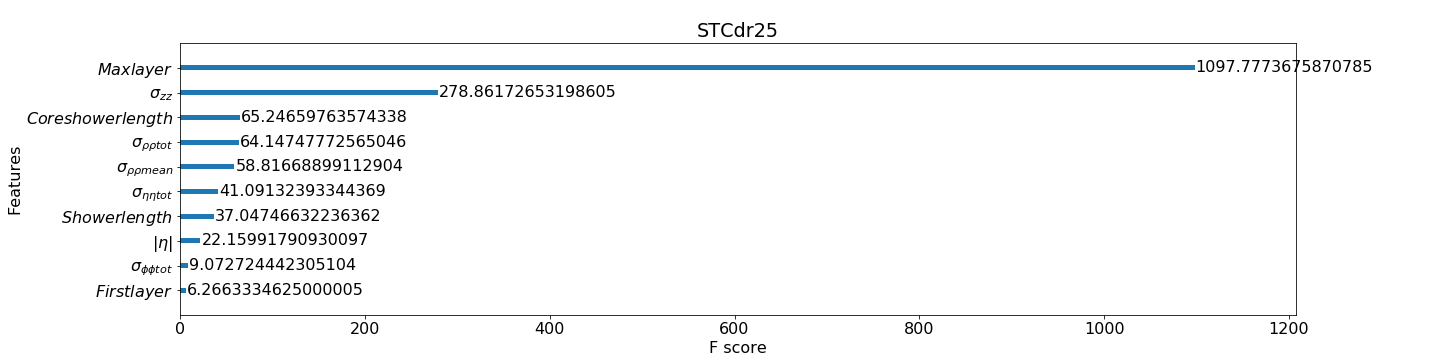 STCdr25
Features
Maxlayer 1097.7773675870785
σzz 278.86172653198605
Coreshowerlength 65.24659763574338
σρρtot 64.14747772565046
σρρmean 58.81668899112904
σηηtot 41.09132393344369
Showerlength 37.04746632236362
|η| 22.15991790930097
σϕϕtot 9.072724442305104
Firstlayer 6.2663334625000005
0 200 400 600 800 1000 1200
F score